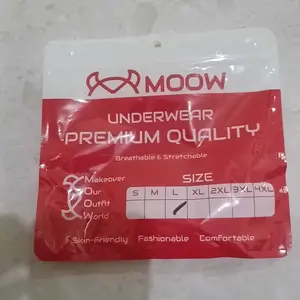 MOOW
UNDERWEAR
PREMIUM QUALITY
Breathable & Stretchable
Makeover
Our
Outfit
World
SIZE
S M L XL 2XL 3XL 4XL
Skin-Friendly Fashionable Comfortable